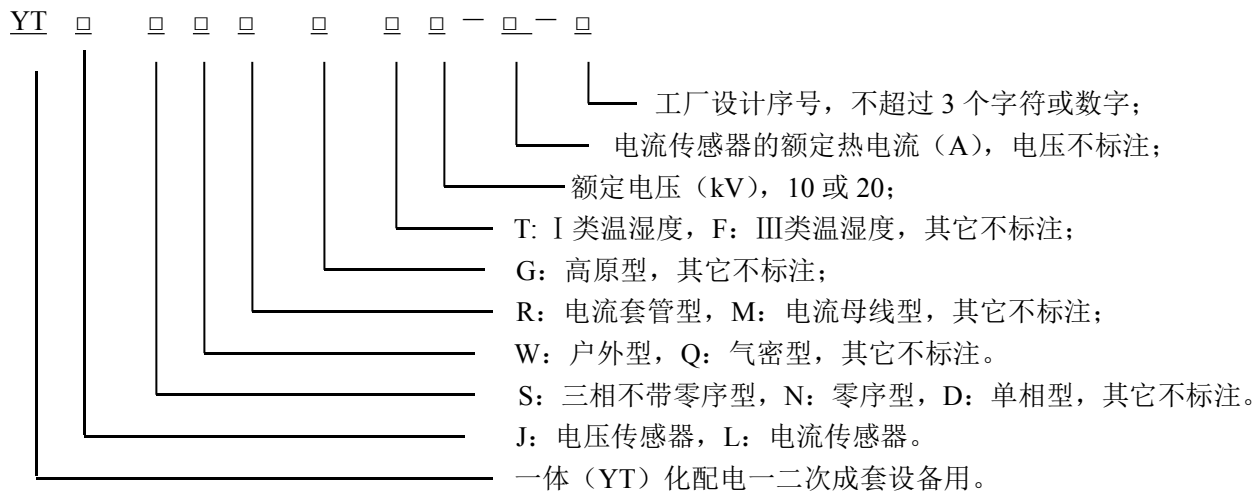 YT □ □ □ □ □ □ □ － □ － □
工厂设计序号，不超过 3 个字符或数字；
电流传感器的额定热电流（A），电压不标注；
额定电压（kV），10 或 20；
T: Ⅰ类温湿度，F：Ⅲ类温湿度，其它不标注；
G：高原型，其它不标注；
R：电流套管型，M：电流母线型，其它不标注；
W：户外型，Q：气密型，其它不标注。
S：三相不带零序型，N：零序型，D：单相型，其它不标注。
J：电压传感器，L：电流传感器。
一体（YT）化配电一二次成套设备用。